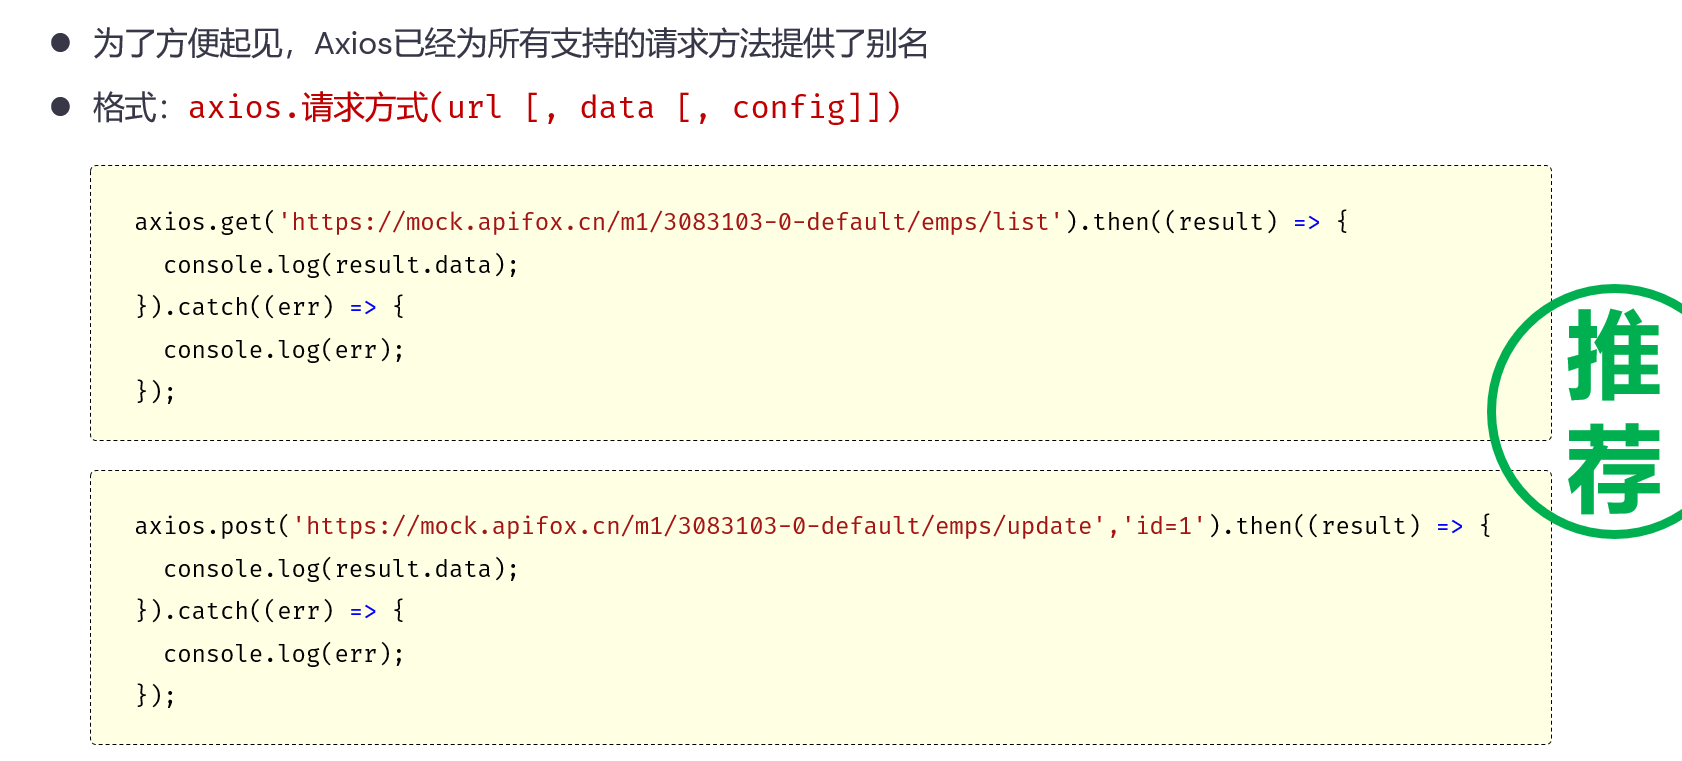 为了方便起见，Axios已经为所有支持的请求方法提供了别名
格式：axios.请求方式(url [, data [, config]])
axios.get('https://mock.apifox.cn/m1/3083103-0-default/emps/list').then((result) => {
  console.log(result.data);
}).catch((err) => {
  console.log(err);
});
axios.post('https://mock.apifox.cn/m1/3083103-0-default/emps/update','id=1').then((result) => {
  console.log(result.data);
}).catch((err) => {
  console.log(err);
});
推
荐